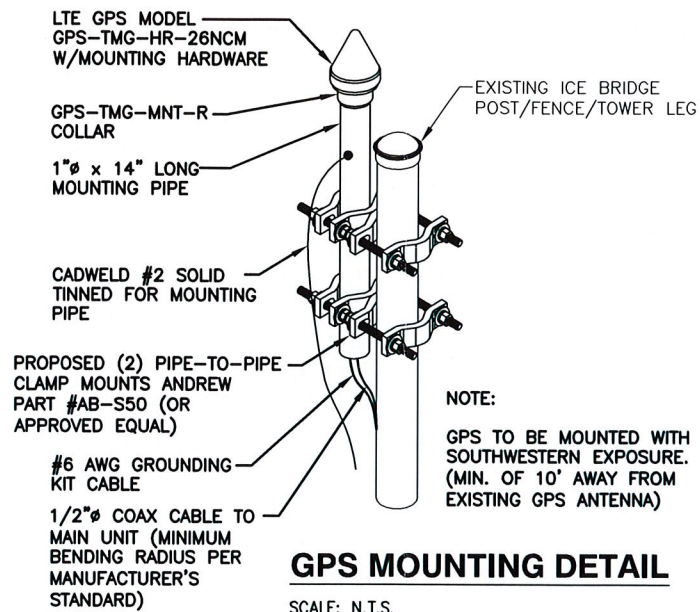 LTE GPS MODEL
GPS-TMG-HR-26NCM
W/MOUNTING HARDWARE
GPS-TMG-MNT-R
COLLAR
1"ø x 14" LONG
MOUNTING PIPE
CADWELD #2 SOLID
TINNED FOR MOUNTING
PIPE
PROPOSED (2) PIPE-TO-PIPE
CLAMP MOUNTS ANDREW
PART #AB-S50 (OR
APPROVED EQUAL)
#6 AWG GROUNDING
KIT CABLE
1/2"ø COAX CABLE TO
MAIN UNIT (MINIMUM
BENDING RADIUS PER
MANUFACTURER'S
STANDARD)
EXISTING ICE BRIDGE
POST/FENCE/TOWER LEG
NOTE:
GPS TO BE MOUNTED WITH
SOUTHWESTERN EXPOSURE.
(MIN. OF 10' AWAY FROM
EXISTING GPS ANTENNA)
GPS MOUNTING DETAIL
SCALE: N.T.S.